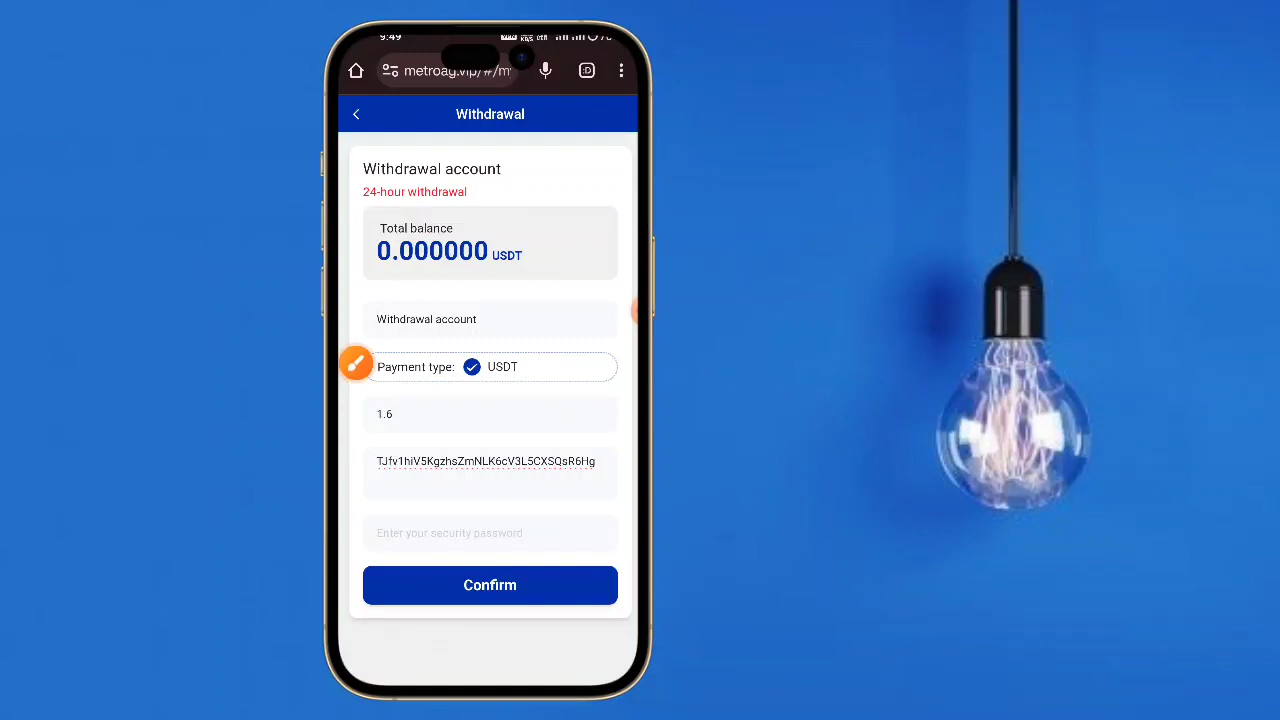 9:49
metroag.vip/#/m
:D
Withdrawal
Withdrawal account
24-hour withdrawal
Total balance
0.000000 USDT
Withdrawal account
Payment type: USDT
1.6
TJfv1hiV5KgzhsZmNLK6cV3L5CXSQsR6Hg
Enter your security password
Confirm